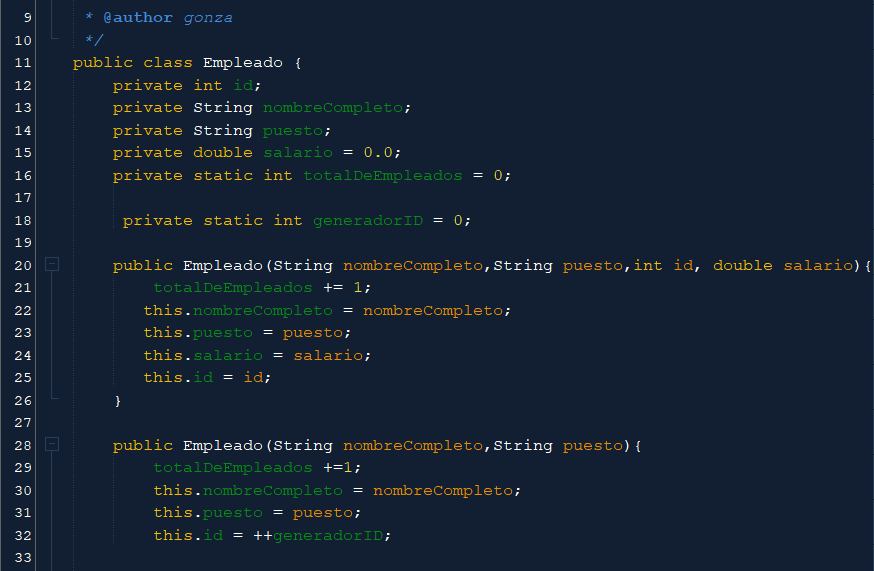 9 * @author gonza
10 */
11 public class Empleado {
12 private int id;
13 private String nombreCompleto;
14 private String puesto;
15 private double salario = 0.0;
16 private static int totalDeEmpleados = 0;
17
18 private static int generadorID = 0;
19
20 public Empleado(String nombreCompleto,String puesto,int id, double salario){
21 totalDeEmpleados += 1;
22 this.nombreCompleto = nombreCompleto;
23 this.puesto = puesto;
24 this.salario = salario;
25 this.id = id;
26 }
27
28 public Empleado(String nombreCompleto,String puesto){
29 totalDeEmpleados +=1;
30 this.nombreCompleto = nombreCompleto;
31 this.puesto = puesto;
32 this.id = ++generadorID;
33